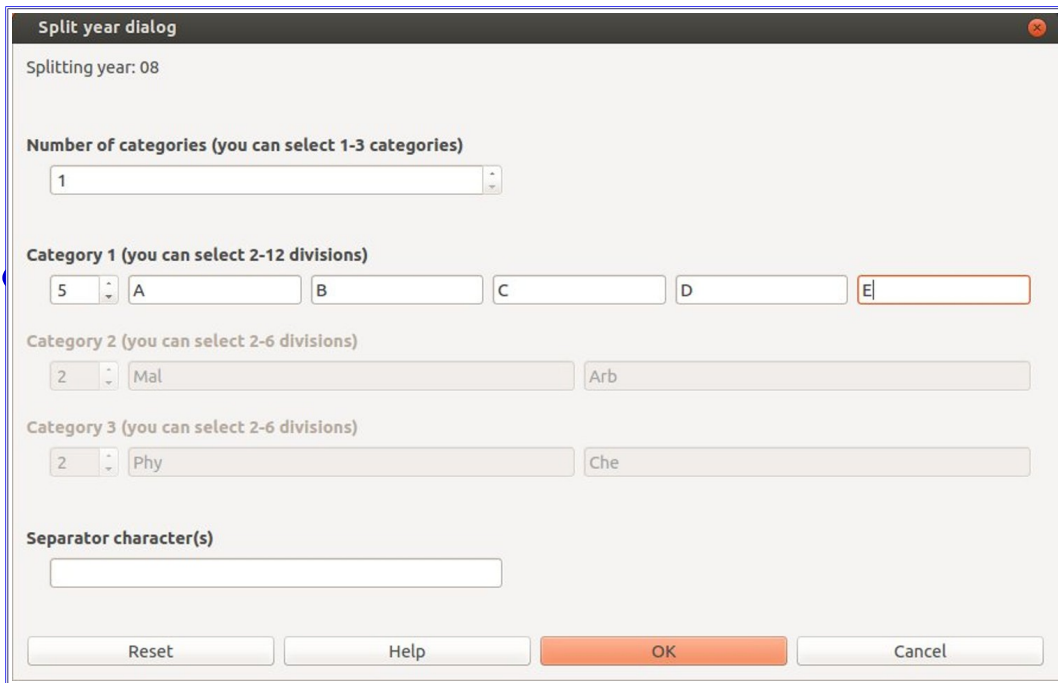 Split year dialog
Splitting year: 08
Number of categories (you can select 1-3 categories)
1
Category 1 (you can select 2-12 divisions)
5 A B C D E
Category 2 (you can select 2-6 divisions)
2 Mal Arb
Category 3 (you can select 2-6 divisions)
2 Phy Che
Separator character(s)
Reset Help OK Cancel